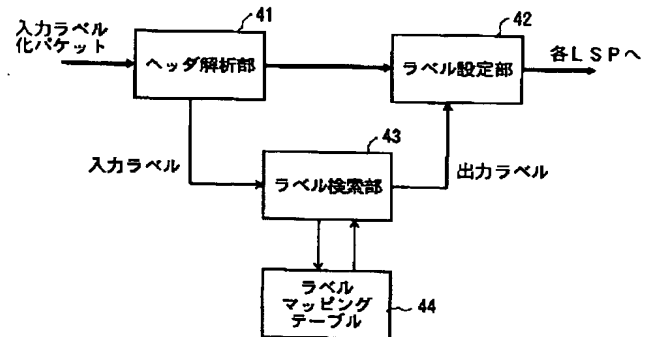 入力ラベル
化パケット
41
ヘッダ解析部
42
ラベル設定部
各LSPへ
入力ラベル
43
ラベル検索部
出力ラベル
ラベル
マッピング
テーブル
44